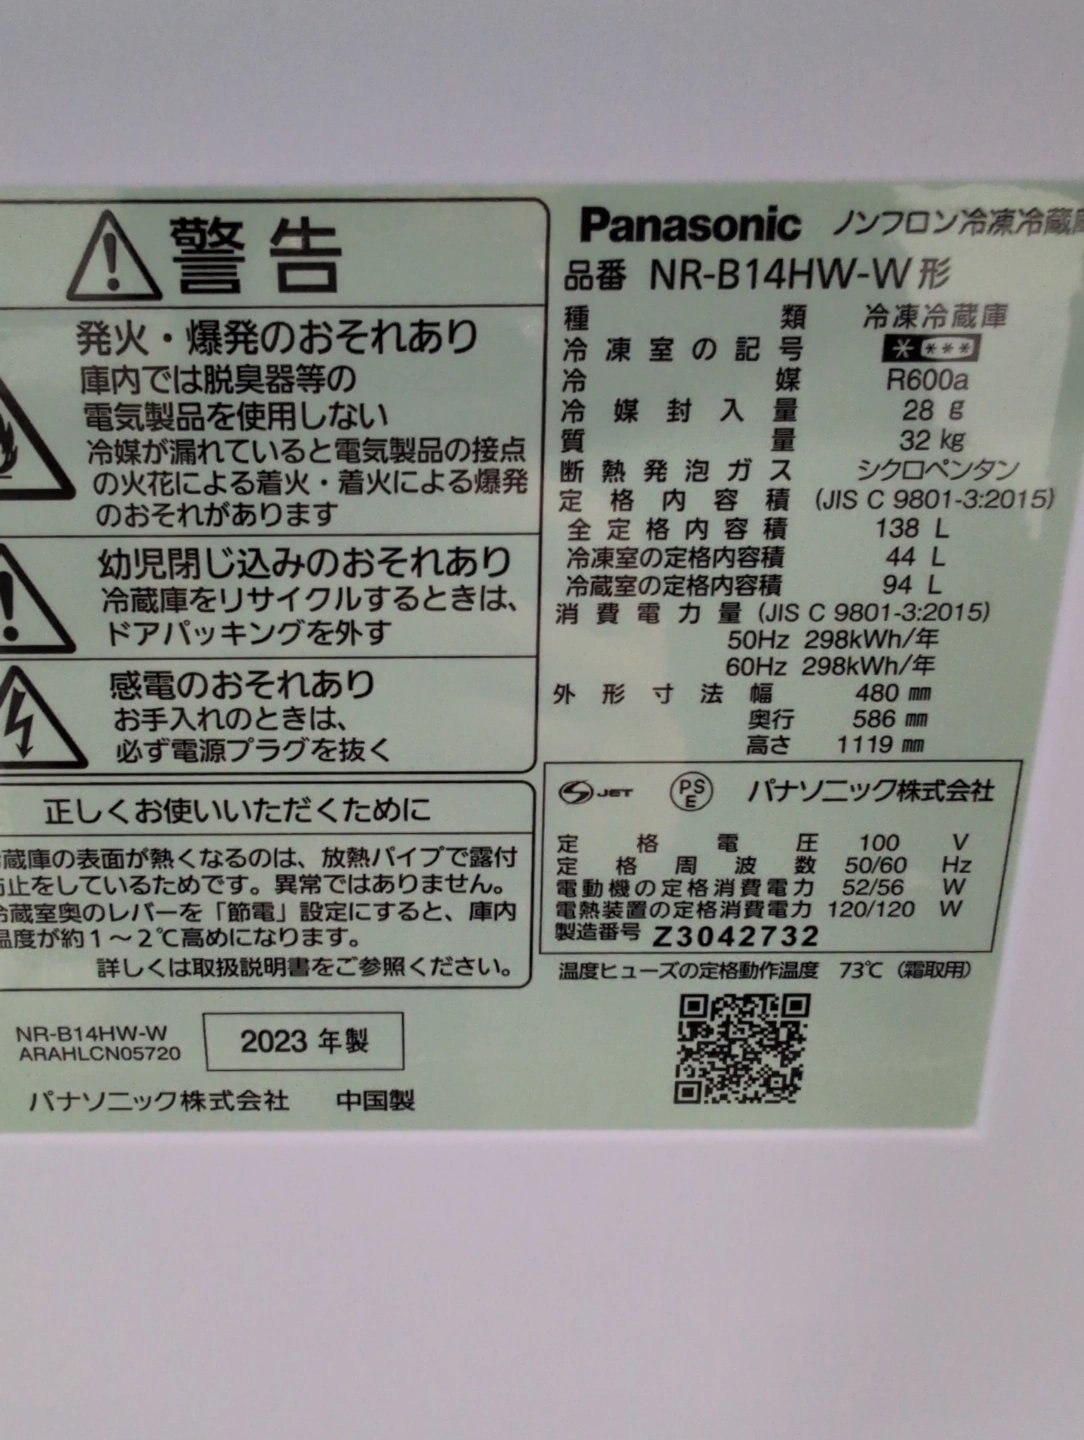 警告
発火・爆発のおそれあり
庫内では脱臭器等の
電気製品を使用しない
冷媒が漏れていると電気製品の接点
の火花による着火・着火による爆発
のおそれがあります
幼児閉じ込みのおそれあり
冷蔵庫をリサイクルするときは、
ドアパッキングを外す
感電のおそれあり
お手入れのときは、
必ず電源プラグを抜く
正しくお使いいただくために
蔵庫の表面が熱くなるのは、放熱パイプで露付
止をしているためです。異常ではありません。
冷蔵室奥のレバーを「節電」設定にすると、庫内
温度が約1～2℃高めになります。
詳しくは取扱説明書をご参照ください。
NR-B14HW-W
ARAHLCN05720
2023 年製
パナソニック株式会社 中国製
Panasonic ノンフロン冷凍冷蔵庫
品番 NR-B14HW-W形
種類 冷凍冷蔵庫
冷凍室の記号 * ***
冷媒 R600a
冷媒封入量 28 g
質量 32 kg
断熱発泡ガス シクロペンタン
定格内容積 (JIS C 9801-3:2015)
全定格内容積 138 L
冷凍室の定格内容積 44 L
冷蔵室の定格内容積 94 L
消費電力量 (JIS C 9801-3:2015)
50Hz 298kWh/年
60Hz 298kWh/年
外形寸法 幅 480 mm
奥行 586 mm
高さ 1119 mm
S JET PS E パナソニック株式会社
定格電圧 100 V
定格周波数 50/60 Hz
電動機の定格消費電力 52/56 W
電熱装置の定格消費電力 120/120 W
製造番号 Z3042732
温度ヒューズの定格動作温度 73℃ (霜取用)